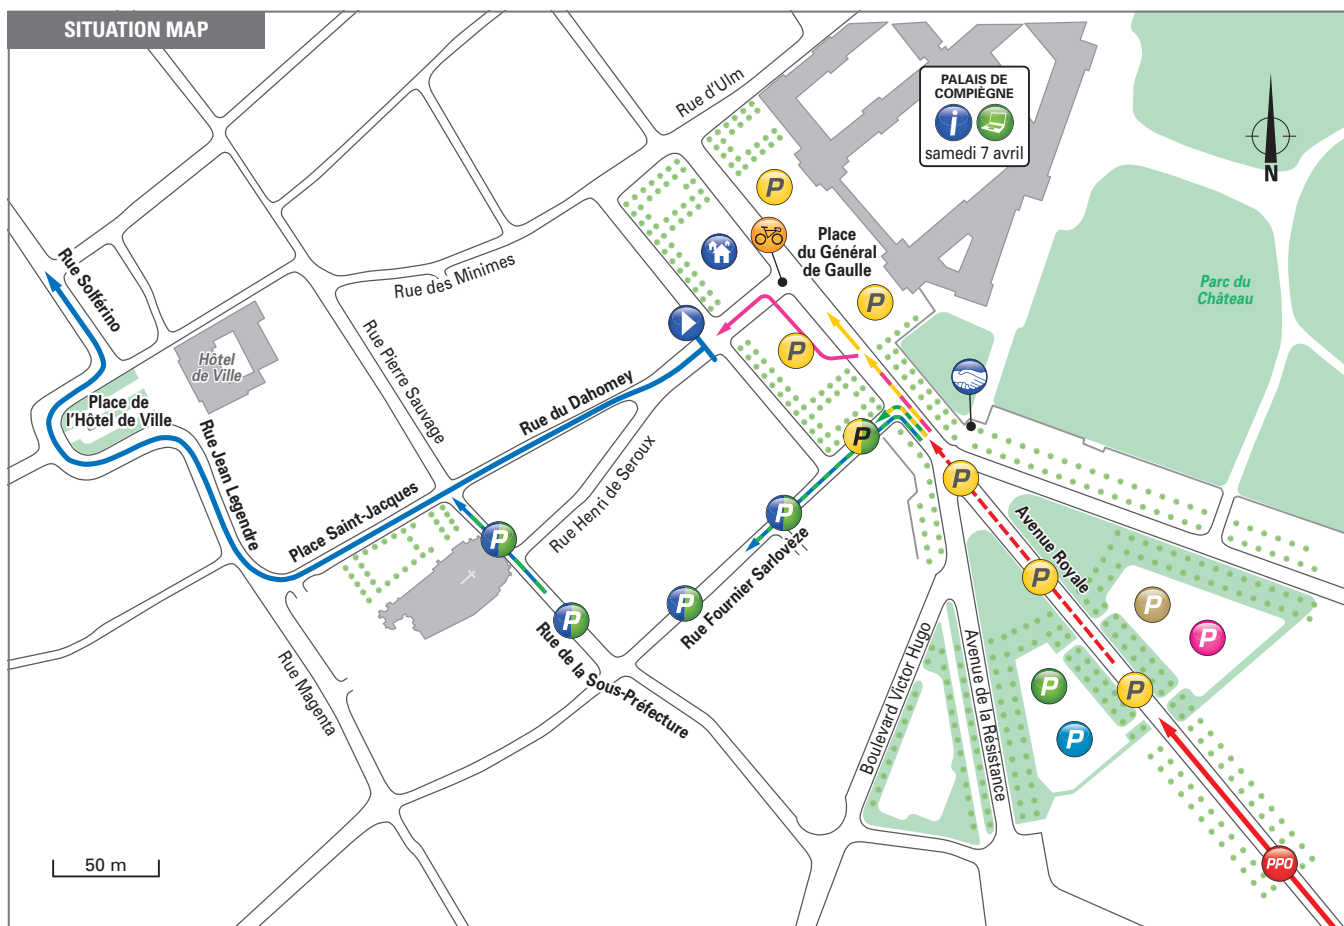 SITUATION MAP
Rue d'Ulm
PALAIS DE
COMPIÈGNE
i
samedi 7 avril
N
P
Place
du Général
de Gaulle
Rue Solférino
Rue des Minimes
Parc du
Château
P
Hôtel
de Ville
Rue Pierre Sauvage
P
Place de
l'Hôtel de Ville
Rue du Dahomey
Rue Jean Legendre
P
Rue Henri de Seroux
P
Place Saint-Jacques
P
P
Rue Fournier Sarlovèze
Avenue Royale
P
P
P
P
P
P
Rue de la Sous-Préfecture
Rue Magenta
Boulevard Victor Hugo
Avenue de la Résistance
P
P
P
50 m
PPO